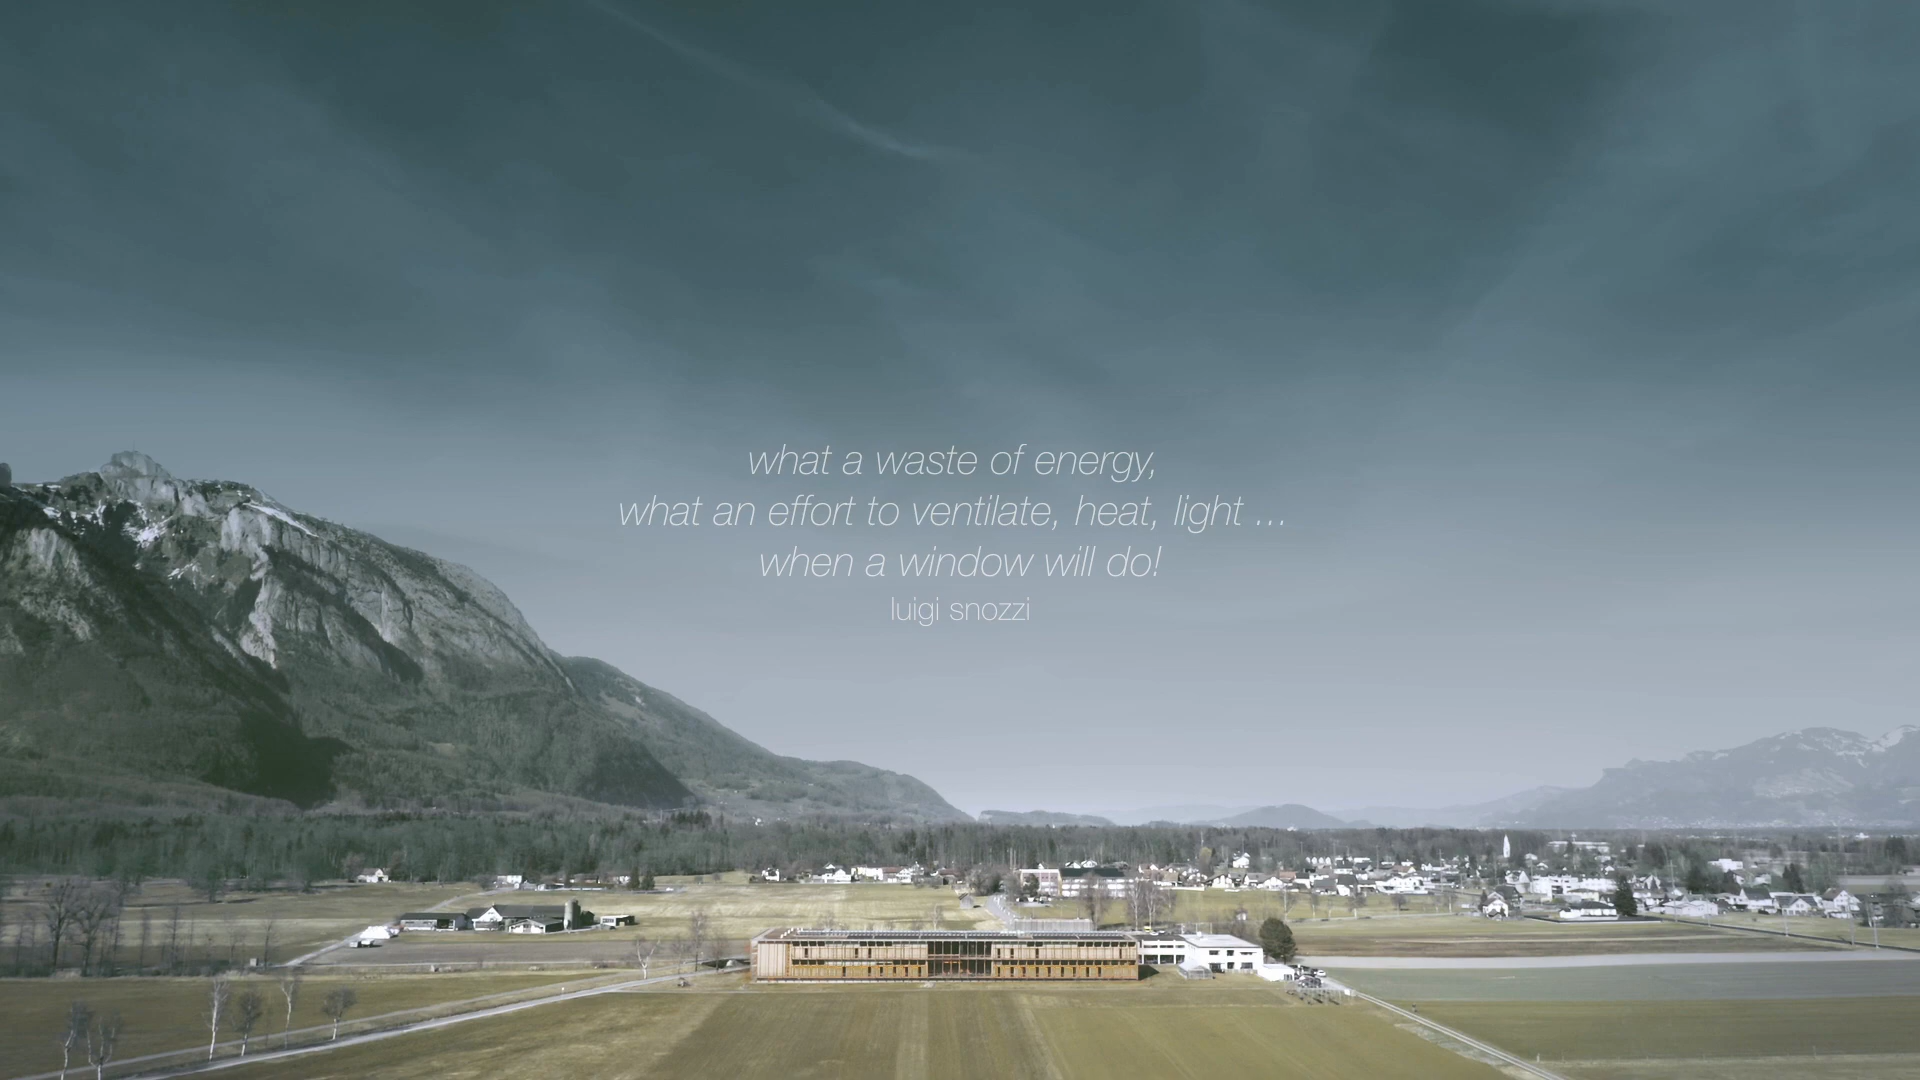 what a waste of energy,
what an effort to ventilate, heat, light ...
when a window will do!
luigi snozzi